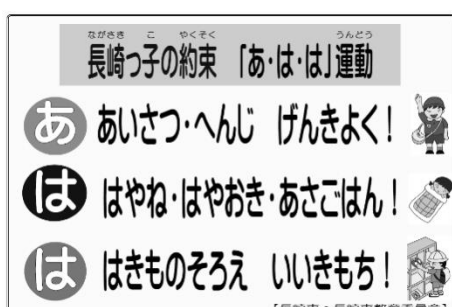 長崎っ子の約束 「あ・は・は」運動
ながさき こ やくそく うんどう
あ あいさつ・へんじ げんきよく！
は はやね・はやおき・あさごはん！
は はきものそろえ いいきもち！